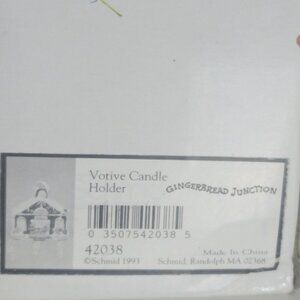 Votive Candle
Holder
GINGERBREAD JUNCTION
0 3507542038 5
42038
Made In China
©Schmid 1993
Schmid, Randolph MA 02368